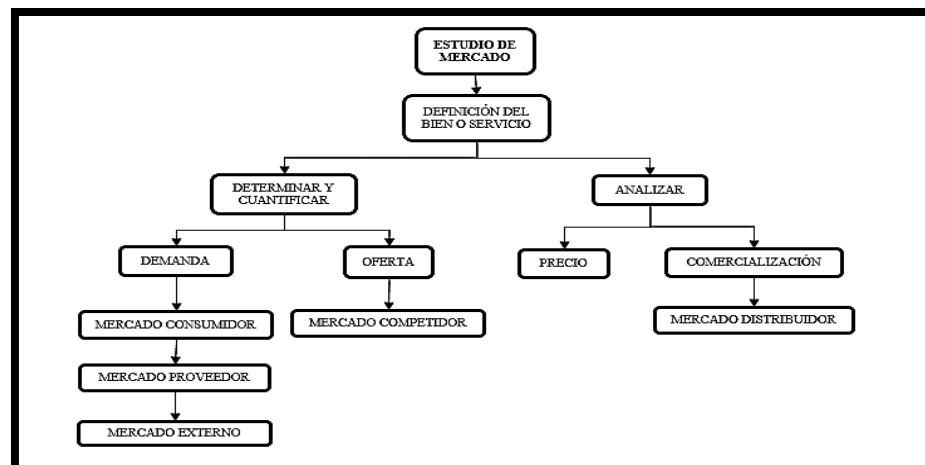 ESTUDIO DE
MERCADO
DEFINICIÓN DEL
BIEN O SERVICIO
DETERMINAR Y
CUANTIFICAR
ANALIZAR
DEMANDA
OFERTA
PRECIO
COMERCIALIZACIÓN
MERCADO CONSUMIDOR
MERCADO COMPETIDOR
MERCADO DISTRIBUIDOR
MERCADO PROVEEDOR
MERCADO EXTERNO